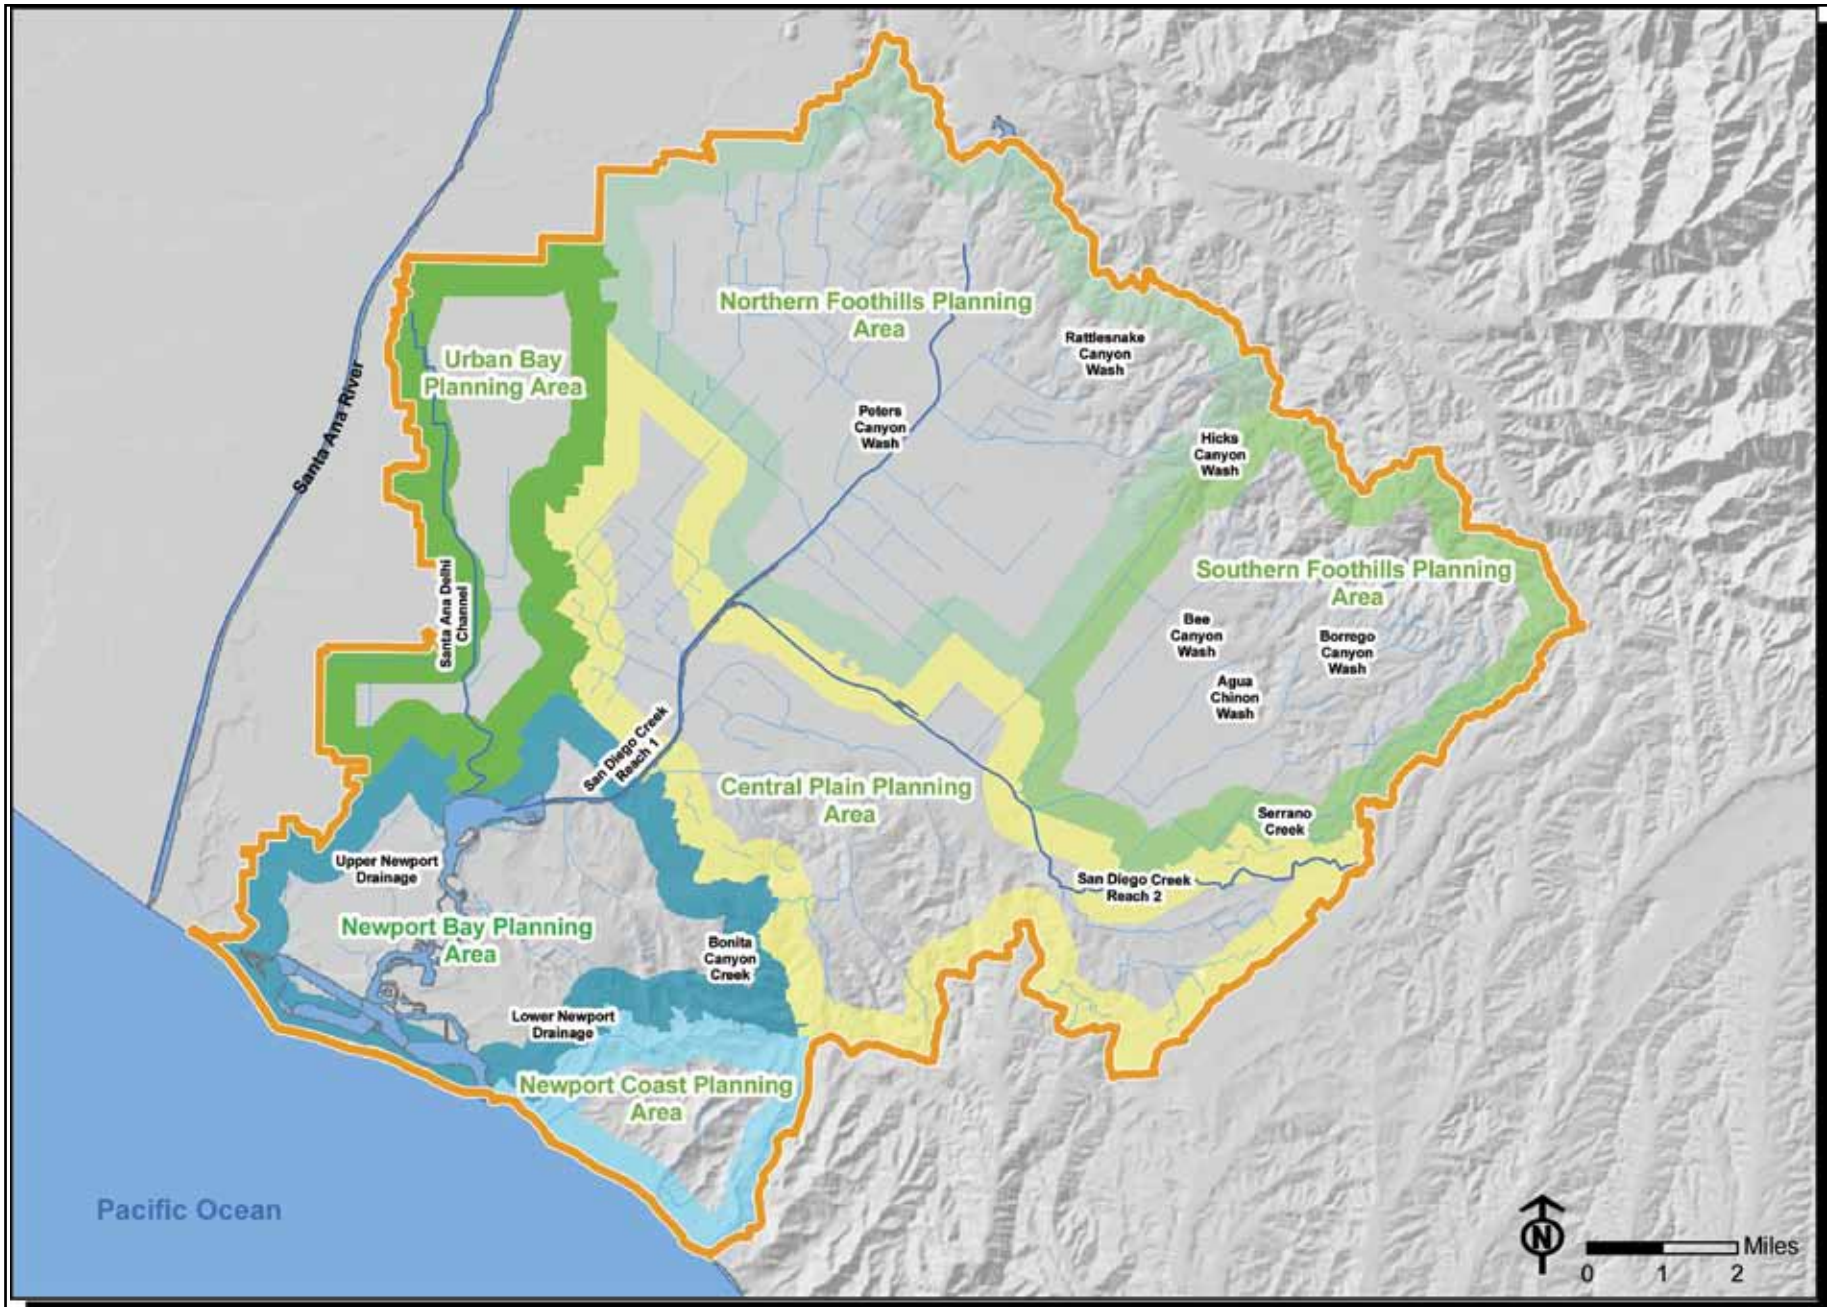 Northern Foothills Planning
Area
Rattlesnake
Canyon
Wash
Urban Bay
Planning Area
Santa Ana River
Peters
Canyon
Wash
Hicks
Canyon
Wash
Santa Ana Delhi
Channel
Southern Foothills Planning
Area
Bee
Canyon
Wash
Borrego
Canyon
Wash
Agua
Chinon
Wash
San Diego Creek
Reach 1
Central Plain Planning
Area
Serrano
Creek
Upper Newport
Drainage
San Diego Creek
Reach 2
Newport Bay Planning
Area
Bonita
Canyon
Creek
Lower Newport
Drainage
Newport Coast Planning
Area
Pacific Ocean
N
Miles
0 1 2